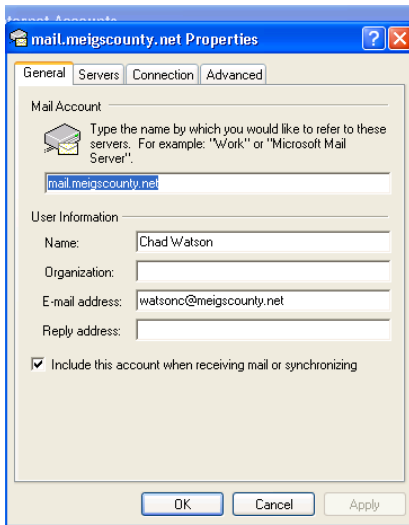 Internet Accounts
mail.meigscounty.net Properties
General Servers Connection Advanced
Mail Account
Type the name by which you would like to refer to these
servers. For example: "Work" or "Microsoft Mail
Server".
mail.meigscounty.net
User Information
Name: Chad Watson
Organization:
E-mail address: watsonc@meigscounty.net
Reply address:
Include this account when receiving mail or synchronizing
OK Cancel Apply